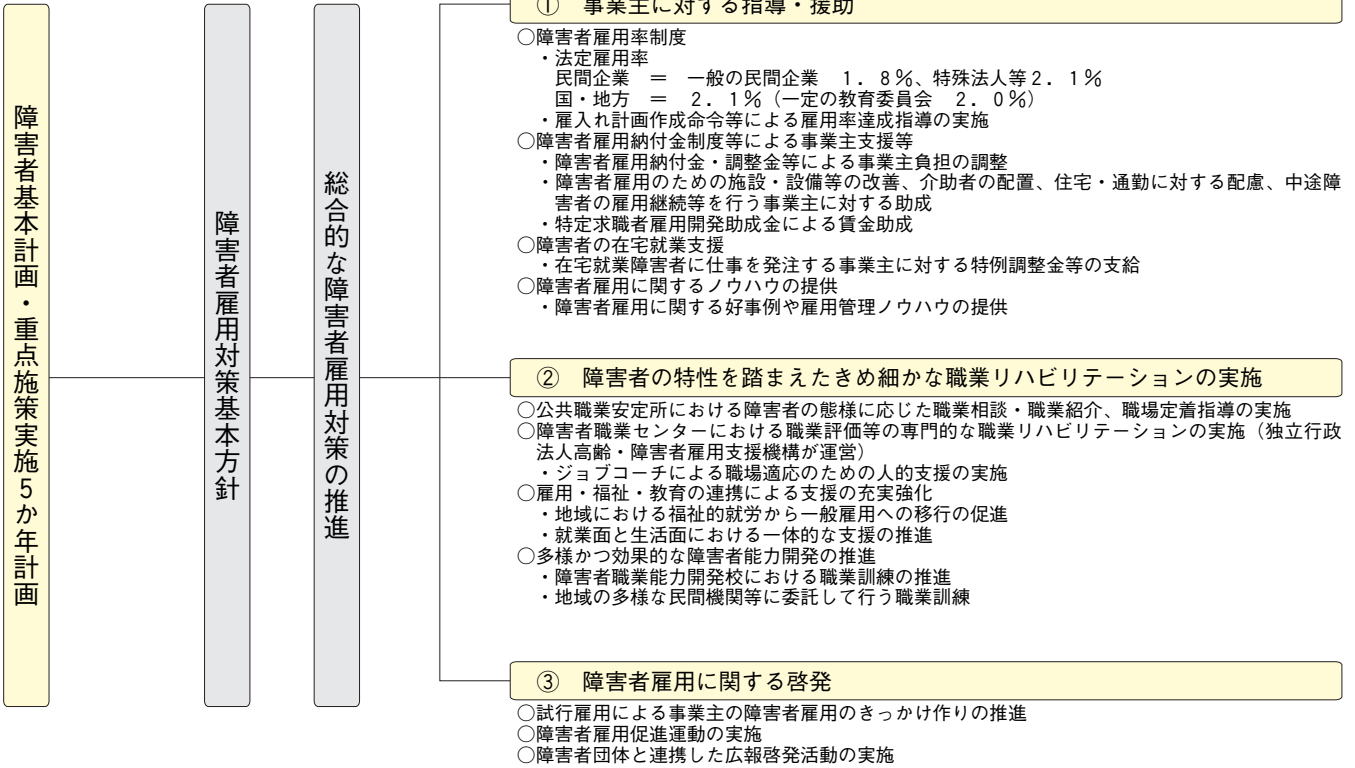 障害者基本計画・重点施策実施5か年計画
障害者雇用対策基本方針
総合的な障害者雇用対策の推進
① 事業主に対する指導・援助
○障害者雇用率制度
・法定雇用率
民間企業 = 一般の民間企業 1.8%、特殊法人等2.1%
国・地方 = 2.1%(一定の教育委員会 2.0%)
・雇入れ計画作成命令等による雇用率達成指導の実施
○障害者雇用納付金制度等による事業主支援等
・障害者雇用納付金・調整金等による事業主負担の調整
・障害者雇用のための施設・設備等の改善、介助者の配置、住宅・通勤に対する配慮、中途障
害者の雇用継続等を行う事業主に対する助成
・特定求職者雇用開発助成金による賃金助成
○障害者の在宅就業支援
・在宅就業障害者に仕事を発注する事業主に対する特例調整金等の支給
○障害者雇用に関するノウハウの提供
・障害者雇用に関する好事例や雇用管理ノウハウの提供
② 障害者の特性を踏まえたきめ細かな職業リハビリテーションの実施
○公共職業安定所における障害者の態様に応じた職業相談・職業紹介、職場定着指導の実施
○障害者職業センターにおける職業評価等の専門的な職業リハビリテーションの実施(独立行政
法人高齢・障害者雇用支援機構が運営)
・ジョブコーチによる職場適応のための人的支援の実施
○雇用・福祉・教育の連携による支援の充実強化
・地域における福祉的就労から一般雇用への移行の促進
・就業面と生活面における一体的な支援の推進
○多様かつ効果的な障害者能力開発の推進
・障害者職業能力開発校における職業訓練の推進
・地域の多様な民間機関等に委託して行う職業訓練
③ 障害者雇用に関する啓発
○試行雇用による事業主の障害者雇用のきっかけ作りの推進
○障害者雇用促進運動の実施
○障害者団体と連携した広報啓発活動の実施